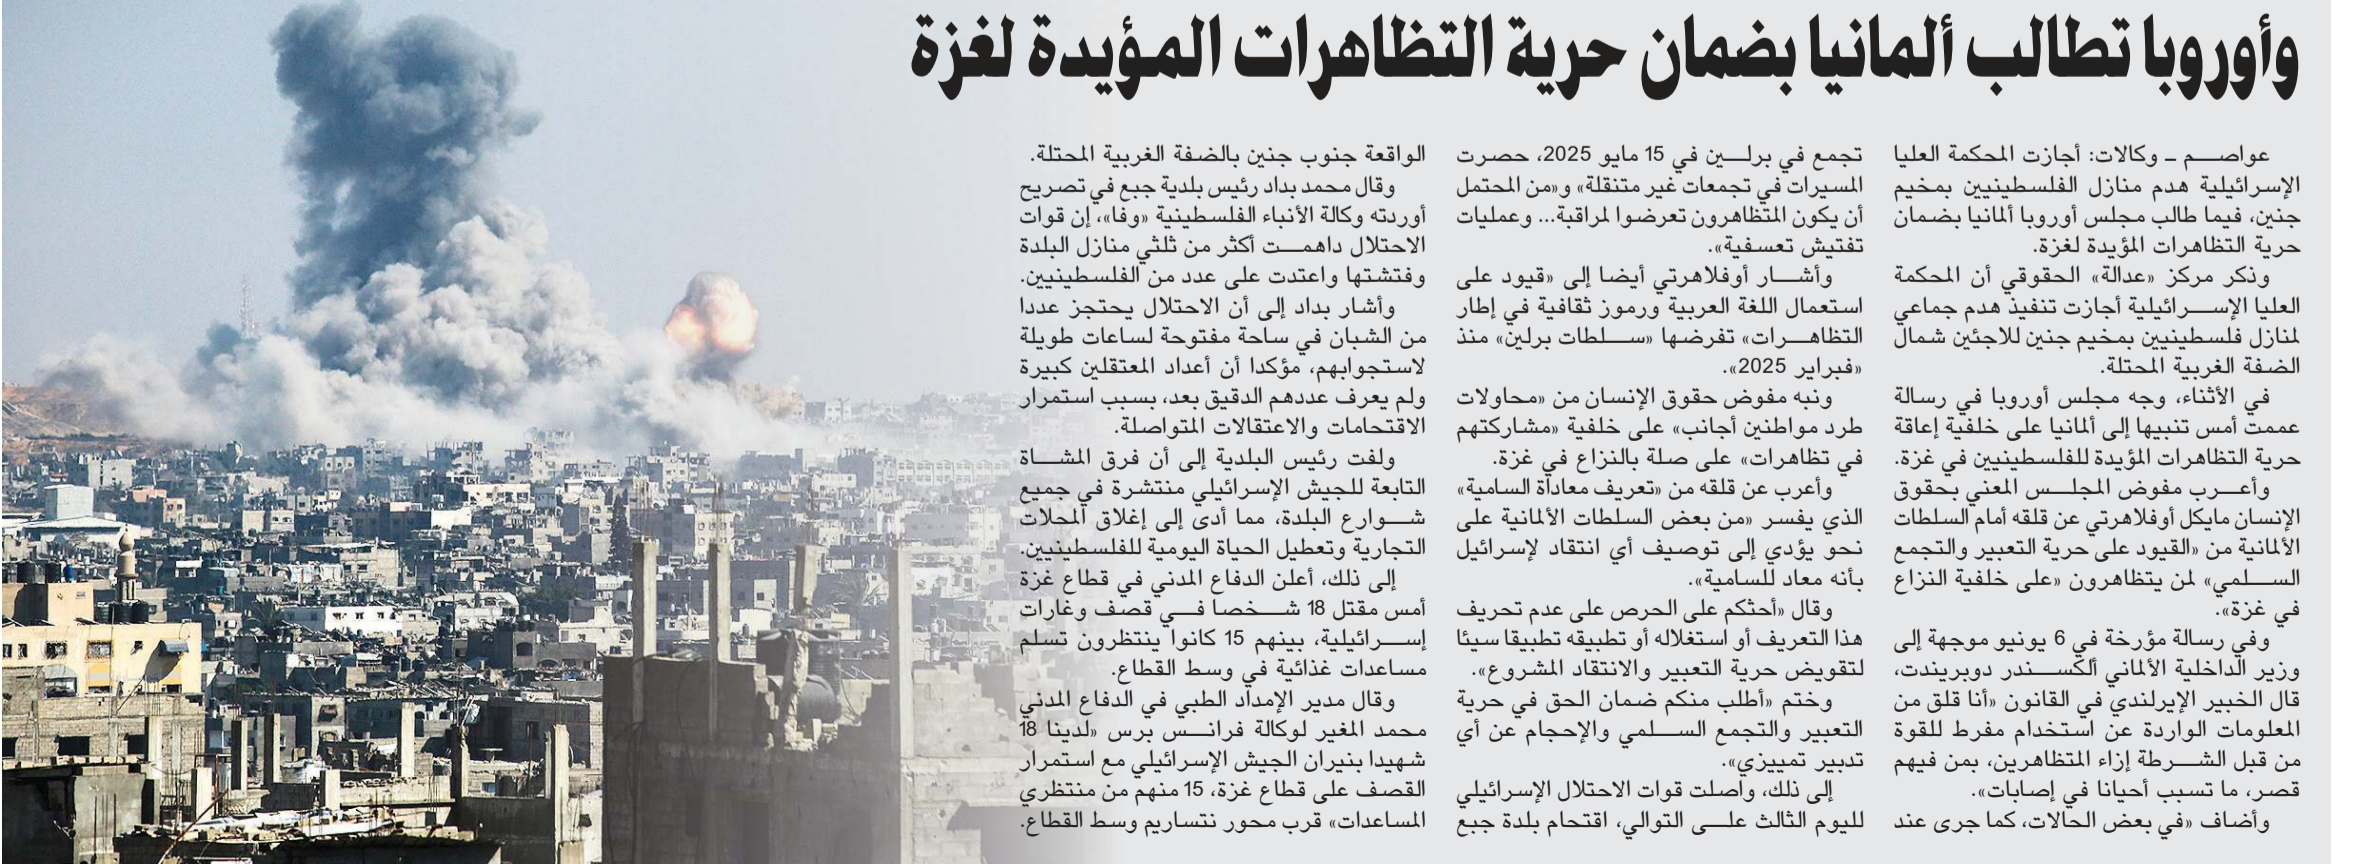 وأوروبا تطالب ألمانيا بضمان حرية التظاهرات المؤيدة لغزة
عواصم ـ وكالات: أجازت المحكمة العليا
الإسرائيلية هدم منازل الفلسطينيين بمخيم
جنين، فيما طالب مجلس أوروبا ألمانيا بضمان
حرية التظاهرات المؤيدة لغزة.
وذكر مركز «عدالة» الحقوقي أن المحكمة
العليا الإسرائيلية أجازت تنفيذ هدم جماعي
لمنازل فلسطينيين بمخيم جنين للاجئين شمال
الضفة الغربية المحتلة.
في الأثناء، وجه مجلس أوروبا في رسالة
عممت أمس تنبيها إلى ألمانيا على خلفية إعاقة
حرية التظاهرات المؤيدة للفلسطينيين في غزة.
وأعرب مفوض المجلس المعني بحقوق
الإنسان مايكل أوفلاهرتي عن قلقه أمام السلطات
الألمانية من «القيود على حرية التعبير والتجمع
السلمي» لمن يتظاهرون «على خلفية النزاع
في غزة».
وفي رسالة مؤرخة في 6 يونيو موجهة إلى
وزير الداخلية الألماني ألكسندر دوبريندت،
قال الخبير الإيرلندي في القانون «أنا قلق من
المعلومات الواردة عن استخدام مفرط للقوة
من قبل الشرطة إزاء المتظاهرين، بمن فيهم
قصر، ما تسبب أحيانا في إصابات».
وأضاف «في بعض الحالات، كما جرى عند
تجمع في برلين في 15 مايو 2025، حصرت
المسيرات في تجمعات غير متنقلة» و«من المحتمل
أن يكون المتظاهرون تعرضوا لمراقبة... وعمليات
تفتيش تعسفية».
وأشار أوفلاهرتي أيضا إلى «قيود على
استعمال اللغة العربية ورموز ثقافية في إطار
التظاهرات» تفرضها «سلطات برلين» منذ
«فبراير 2025».
ونبه مفوض حقوق الإنسان من «محاولات
طرد مواطنين أجانب» على خلفية «مشاركتهم
في تظاهرات» على صلة بالنزاع في غزة.
وأعرب عن قلقه من «تعريف معاداة السامية»
الذي يفسر «من بعض السلطات الألمانية على
نحو يؤدي إلى توصيف أي انتقاد لإسرائيل
بأنه معاد للسامية».
وقال «أحثكم على الحرص على عدم تحريف
هذا التعريف أو استغلاله أو تطبيقه تطبيقا سيئا
لتقويض حرية التعبير والانتقاد المشروع».
وختم «أطلب منكم ضمان الحق في حرية
التعبير والتجمع السلمي والإحجام عن أي
تدبير تمييزي».
إلى ذلك، واصلت قوات الاحتلال الإسرائيلي
لليوم الثالث على التوالي، اقتحام بلدة جبع
الواقعة جنوب جنين بالضفة الغربية المحتلة.
وقال محمد بداد رئيس بلدية جبع في تصريح
أوردته وكالة الأنباء الفلسطينية «وفا»، إن قوات
الاحتلال داهمت أكثر من ثلثي منازل البلدة
وفتشتها واعتدت على عدد من الفلسطينيين.
وأشار بداد إلى أن الاحتلال يحتجز عددا
من الشبان في ساحة مفتوحة لساعات طويلة
لاستجوابهم، مؤكدا أن أعداد المعتقلين كبيرة
ولم يعرف عددهم الدقيق بعد، بسبب استمرار
الاقتحامات والاعتقالات المتواصلة.
ولفت رئيس البلدية إلى أن فرق المشاة
التابعة للجيش الإسرائيلي منتشرة في جميع
شوارع البلدة، مما أدى إلى إغلاق المحلات
التجارية وتعطيل الحياة اليومية للفلسطينيين.
إلى ذلك، أعلن الدفاع المدني في قطاع غزة
أمس مقتل 18 شخصا في قصف وغارات
إسرائيلية، بينهم 15 كانوا ينتظرون تسلم
مساعدات غذائية في وسط القطاع.
وقال مدير الإمداد الطبي في الدفاع المدني
محمد المغير لوكالة فرانس برس «لدينا 18
شهيدا بنيران الجيش الإسرائيلي مع استمرار
القصف على قطاع غزة، 15 منهم من منتظري
المساعدات» قرب محور نتساريم وسط القطاع.